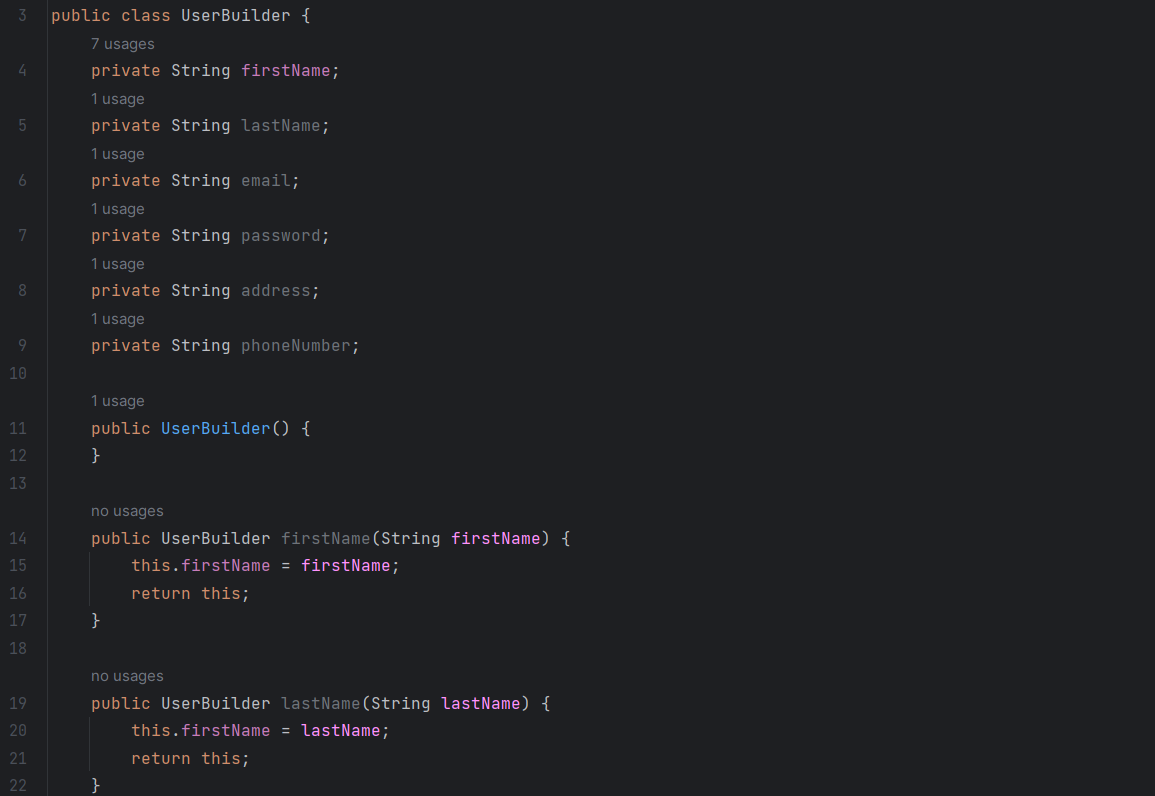 3 public class UserBuilder {
7 usages
4 private String firstName;
1 usage
5 private String lastName;
1 usage
6 private String email;
1 usage
7 private String password;
1 usage
8 private String address;
1 usage
9 private String phoneNumber;
10
1 usage
11 public UserBuilder() {
12 }
13
no usages
14 public UserBuilder firstName(String firstName) {
15 this.firstName = firstName;
16 return this;
17 }
18
no usages
19 public UserBuilder lastName(String lastName) {
20 this.firstName = lastName;
21 return this;
22 }